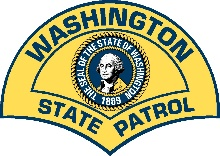 WASHINGTON
THE SEAL OF THE STATE OF WASHINGTON
1889
STATE PATROL